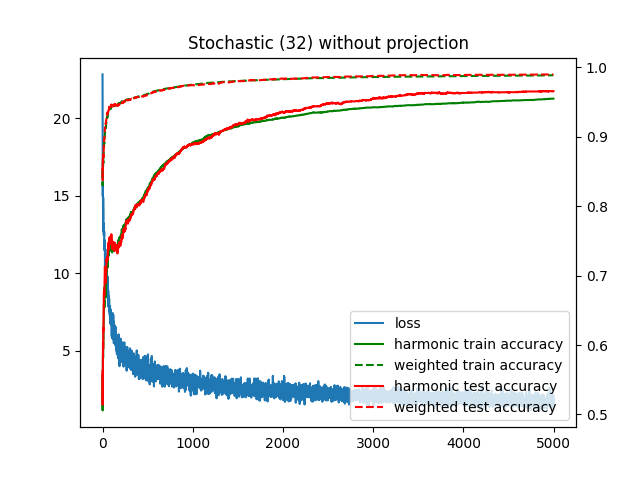 Stochastic (32) without projection
20
15
10
5
1.0
0.9
0.8
0.7
0.6
0.5
loss
harmonic train accuracy
weighted train accuracy
harmonic test accuracy
weighted test accuracy
0 1000 2000 3000 4000 5000